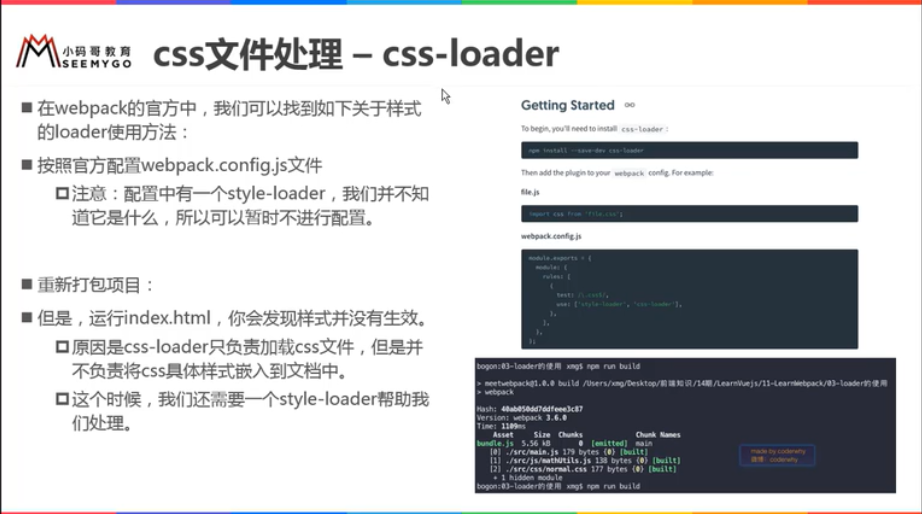 小码哥教育
SEEMYGO
css文件处理 – css-loader
在webpack的官方中，我们可以找到如下关于样式
的loader使用方法：
按照官方配置webpack.config.js文件
注意：配置中有一个style-loader，我们并不知
道它是什么，所以可以暂时不进行配置。
重新打包项目：
但是，运行index.html，你会发现样式并没有生效。
原因是css-loader只负责加载css文件，但是并
不负责将css具体样式嵌入到文档中。
这个时候，我们还需要一个style-loader帮助我
们处理。
Getting Started
To begin, you'll need to install css-loader :
npm install --save-dev css-loader
Then add the plugin to your webpack config. For example:
file.js
import css from 'file.css';
webpack.config.js
module.exports = {
module: {
rules: [
{
test: /\.css$/,
use: ["style-loader", "css-loader"],
},
],
},
};
bogon:03-loader的使用 xmg$ npm run build
> meetwebpack@1.0.0 build /Users/xmg/Desktop/前端知识/14期/LearnVuejs/11-LearnWebpack/03-loader的使用
> webpack
Hash: 40ab050dd7ddfeee3c87
Version: webpack 3.6.0
Time: 1109ms
Asset Size Chunks Chunk Names
bundle.js 5.56 kB 0 [emitted] main
[0] ./src/main.js 179 bytes {0} [built]
[1] ./src/js/mathUtils.js 138 bytes {0} [built]
[2] ./src/css/normal.css 177 bytes {0} [built]
+ 1 hidden module
bogon:03-loader的使用 xmg$ npm run build
made by coderwhy
微博：coderwhy